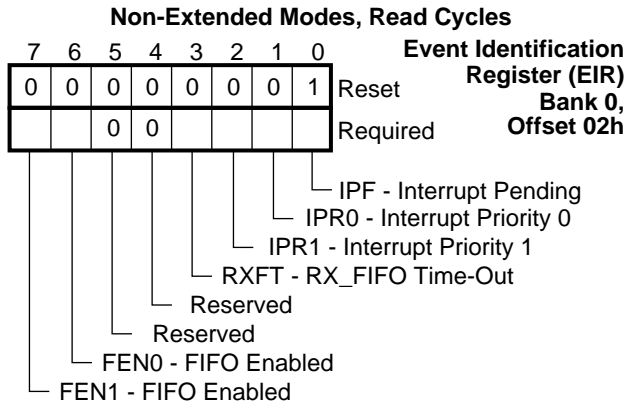 Non-Extended Modes, Read Cycles
7 6 5 4 3 2 1 0
Event Identification
Register (EIR)
Bank 0,
Offset 02h
0 0 0 0 0 0 0 1 Reset
0 0 Required
IPF - Interrupt Pending
IPR0 - Interrupt Priority 0
IPR1 - Interrupt Priority 1
RXFT - RX_FIFO Time-Out
Reserved
Reserved
FEN0 - FIFO Enabled
FEN1 - FIFO Enabled